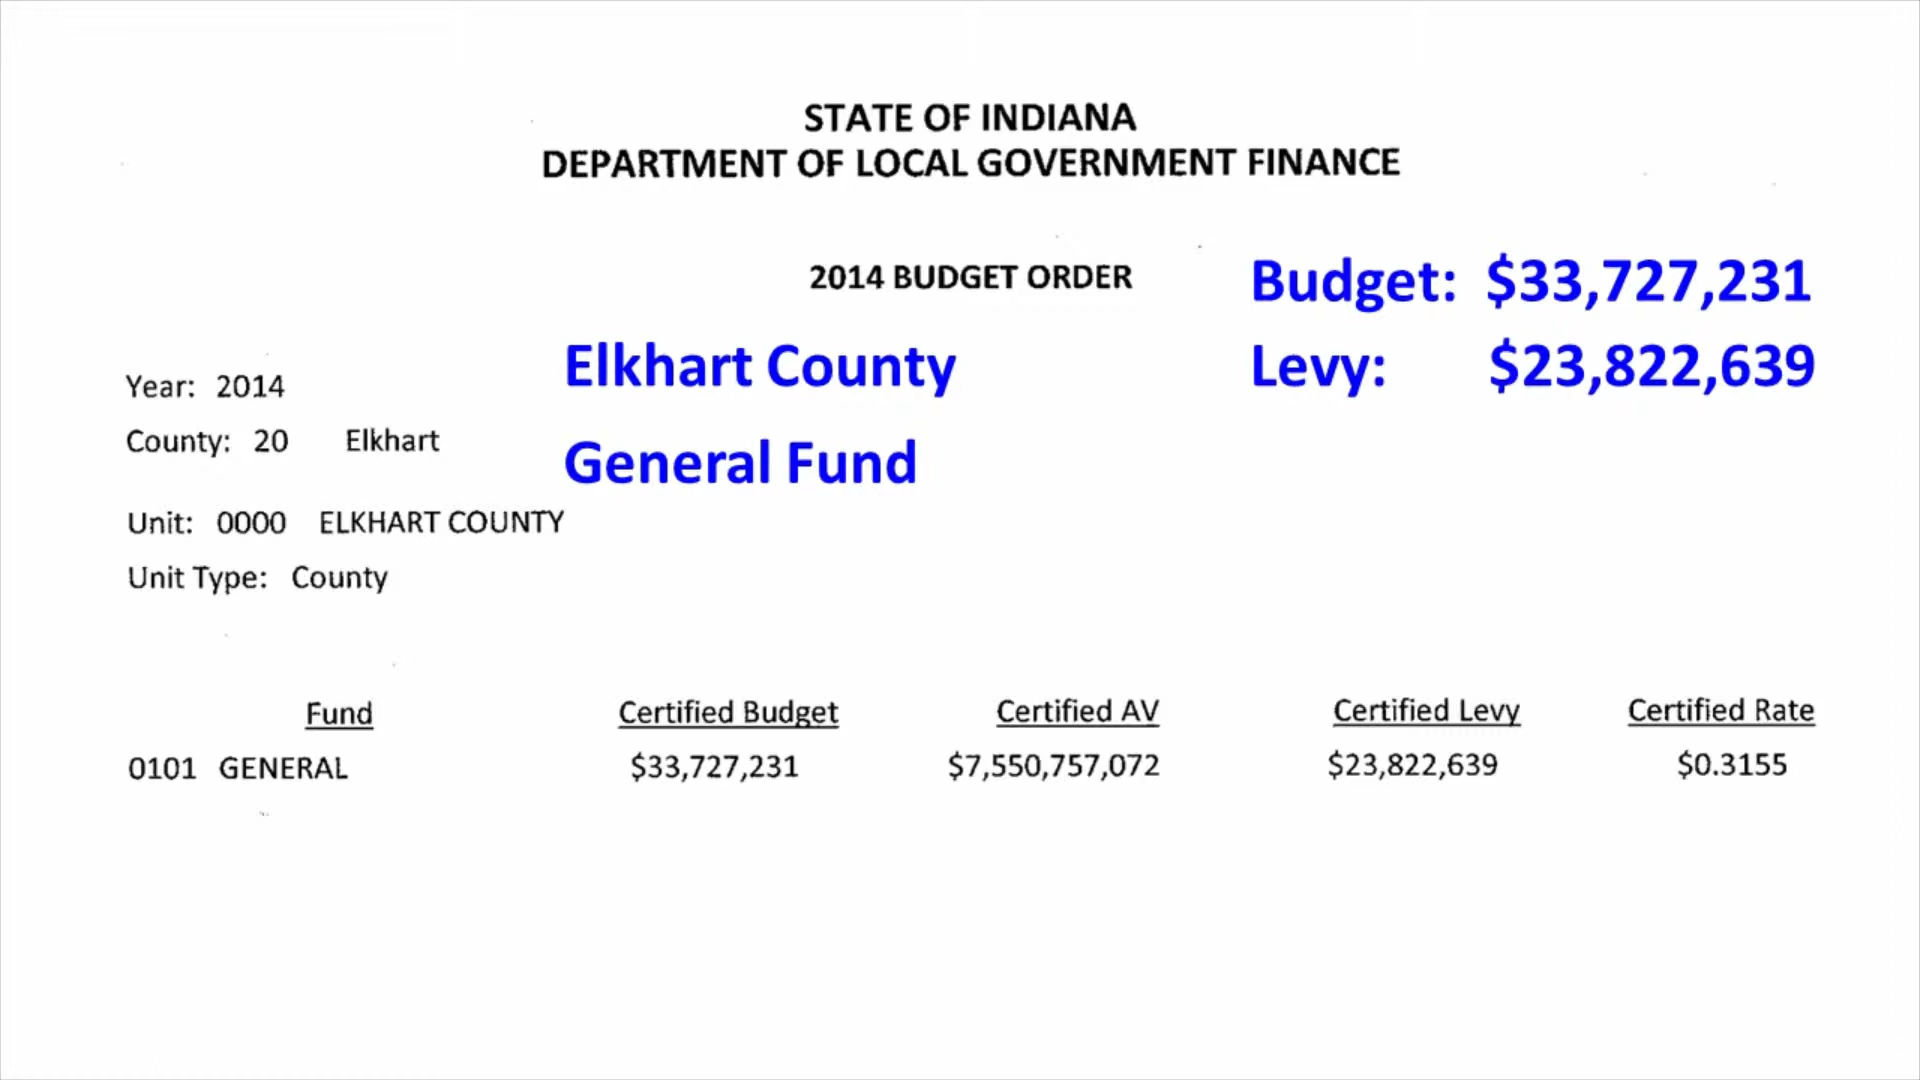 STATE OF INDIANA
DEPARTMENT OF LOCAL GOVERNMENT FINANCE
2014 BUDGET ORDER
Budget: $33,727,231
Elkhart County
Levy: $23,822,639
Year: 2014
County: 20 Elkhart
General Fund
Unit: 0000 ELKHART COUNTY
Unit Type: County
Fund Certified Budget Certified AV Certified Levy Certified Rate
0101 GENERAL $33,727,231 $7,550,757,072 $23,822,639 $0.3155